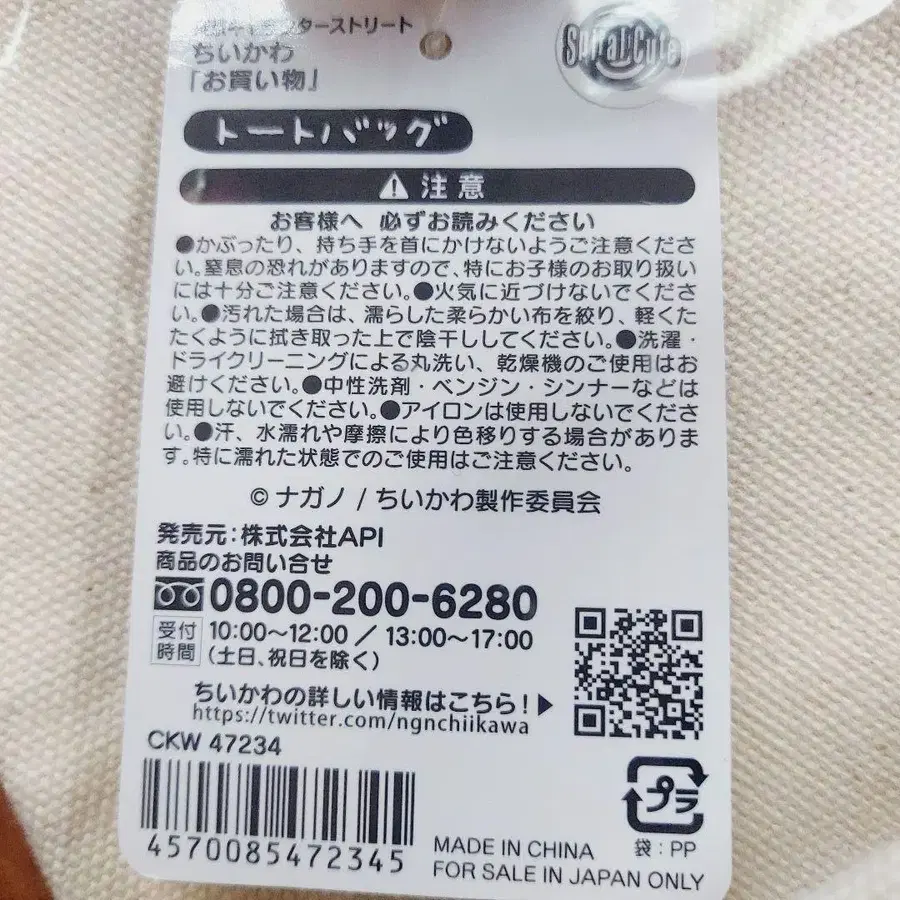 ターストリート
ちいかわ
「お買い物」
Spiral Cute
トートバッグ
注意
お客様へ 必ずお読みください
●かぶったり、持ち手を首にかけないようご注意くださ
い。窒息の恐れがありますので、特にお子様のお取り扱い
には十分ご注意ください。●火気に近づけないでくださ
い。●汚れた場合は、濡らした柔らかい布を絞り、軽くた
たくように拭き取った上で陰干ししてください。●洗濯・
ドライクリーニングによる丸洗い、乾燥機のご使用はお
避けください。●中性洗剤・ベンジン・シンナーなどは
使用しないでください。●アイロンは使用しないでくださ
い。●汗、水濡れや摩擦により色移りする場合がありま
す。特に濡れた状態でのご使用はご注意ください。
© ナガノ / ちいかわ製作委員会
発売元：株式会社API
商品のお問い合せ
0800-200-6280
受付時間 10:00～12:00 / 13:00～17:00
(土日、祝日を除く)
ちいかわの詳しい情報はこちら！▶
https://twitter.com/ngnchiikawa
CKW 47234
4570085472345
プラ
袋：PP
MADE IN CHINA
FOR SALE IN JAPAN ONLY